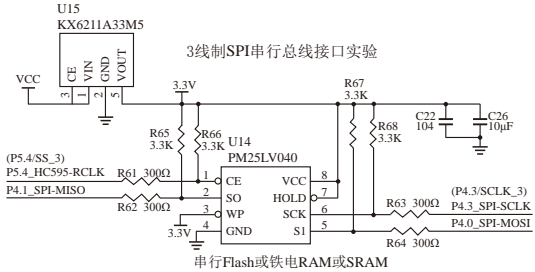 U15
KX6211A33M5
3线制SPI串行总线接口实验
CE
VIN
GND
VOUT
VCC
3 1 2 5
3.3V
R67
3.3K
R65
3.3K
R66
3.3K
R68
3.3K
C22
104
C26
10μF
U14
PM25LV040
(P5.4/SS_3)
P5.4_HC595-RCLK
R61 300Ω
1
CE
VCC
8
P4.1_SPI-MISO
R62 300Ω
2
SO
HOLD
7
3
WP
SCK
6
3.3V
4
GND
S1
5
R63 300Ω
(P4.3/SCLK_3)
P4.3_SPI-SCLK
R64 300Ω
P4.0_SPI-MOSI
串行Flash或铁电RAM或SRAM